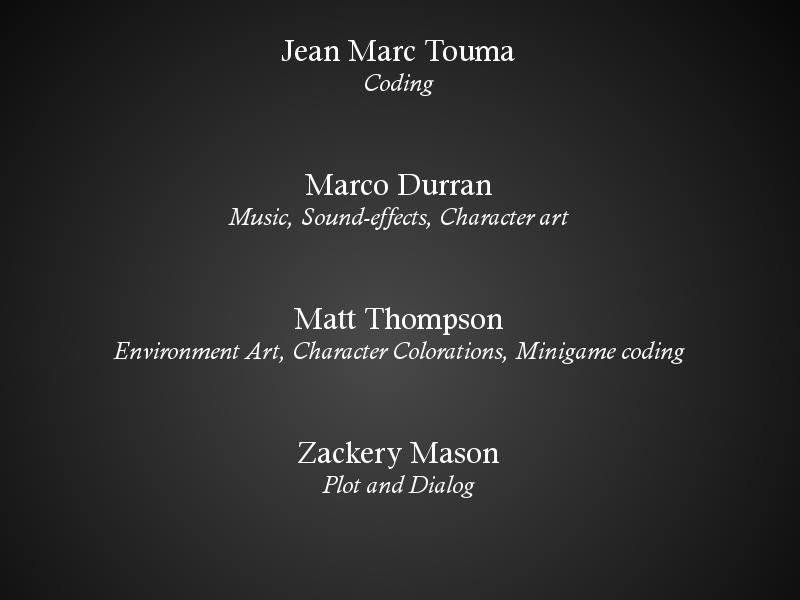 Jean Marc Touma
Coding
Marco Durran
Music, Sound-effects, Character art
Matt Thompson
Environment Art, Character Colorations, Minigame coding
Zackery Mason
Plot and Dialog